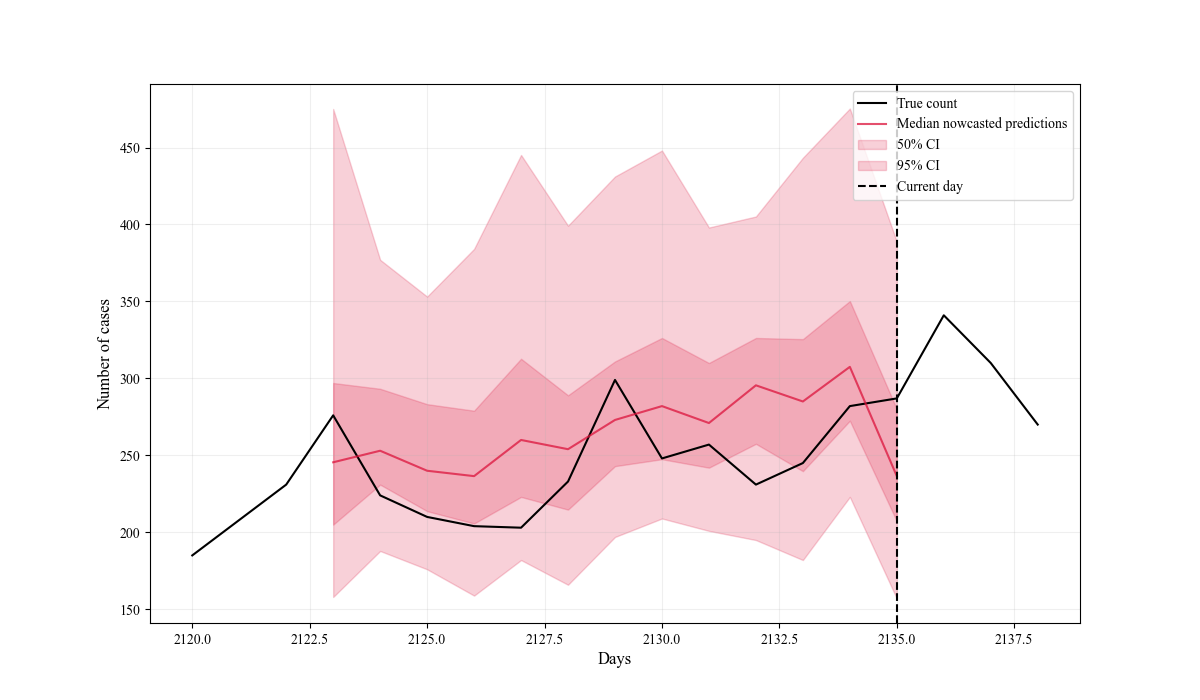 True count
Median nowcasted predictions
50% CI
95% CI
Current day
450
400
350
300
250
200
150
Number of cases
2120.0 2122.5 2125.0 2127.5 2130.0 2132.5 2135.0 2137.5
Days